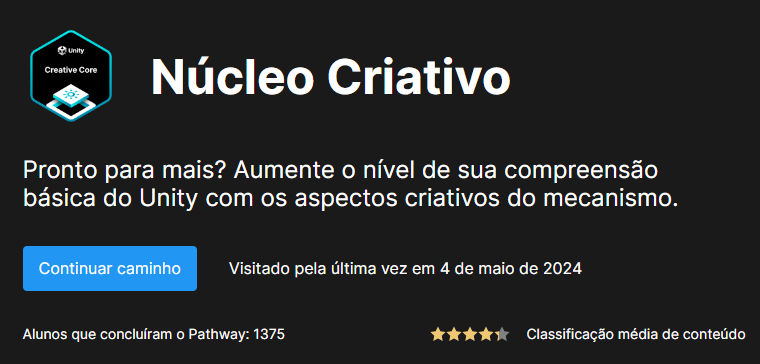 Unity
Creative Core
Núcleo Criativo
Pronto para mais? Aumente o nível de sua compreensão
básica do Unity com os aspectos criativos do mecanismo.
Continuar caminho
Visitado pela última vez em 4 de maio de 2024
Alunos que concluíram o Pathway: 1375
Classificação média de conteúdo